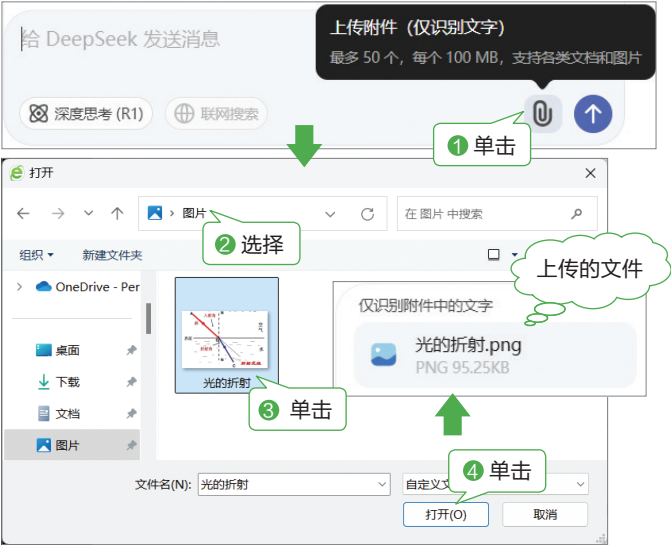 给 DeepSeek 发送消息
上传附件（仅识别文字）
最多 50 个，每个 100 MB，支持各类文档和图片
深度思考 (R1)
联网搜索
1 单击
打开
图片
在 图片 中搜索
2 选择
组织
新建文件夹
OneDrive - Per
上传的文件
仅识别附件中的文字
光的折射.png
PNG 95.25KB
桌面
下载
文档
图片
光的折射
3 单击
4 单击
文件名(N):
光的折射
自定义文
打开(O)
取消